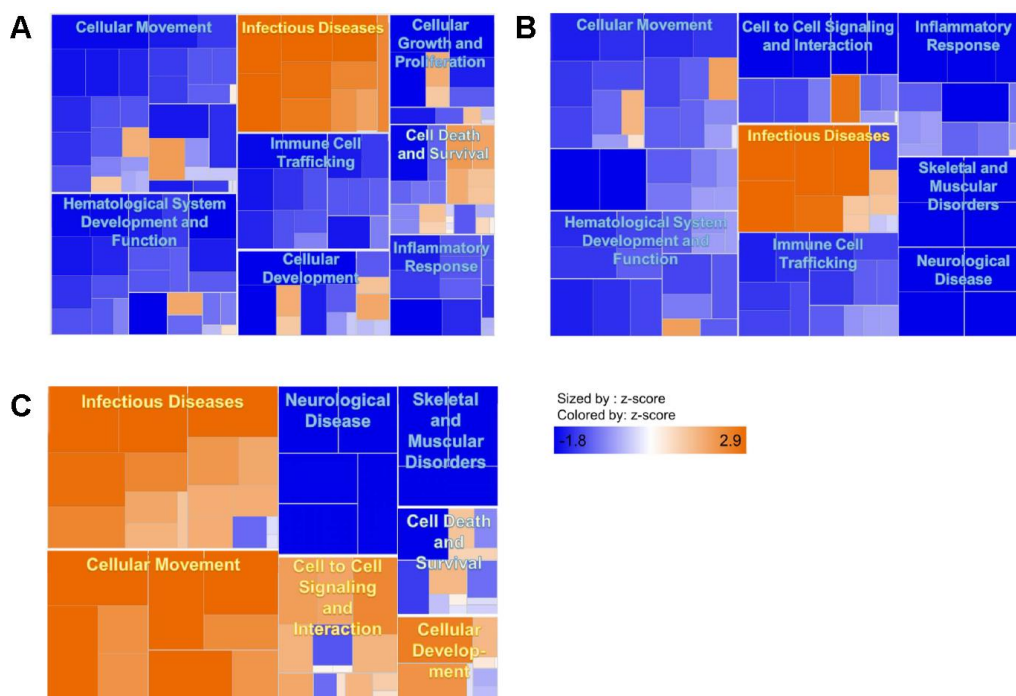 A
Cellular Movement
Infectious Diseases
Cellular
Growth and
Proliferation
Immune Cell
Trafficking
Cell Death
and Survival
Hematological System
Development and
Function
Cellular
Development
Inflammatory
Response
B
Cellular Movement
Cell to Cell Signaling
and Interaction
Inflammatory
Response
Infectious Diseases
Skeletal and
Muscular
Disorders
Hematological System
Development and
Function
Immune Cell
Trafficking
Neurological
Disease
C
Infectious Diseases
Neurological
Disease
Skeletal
and
Muscular
Disorders
Cell Death
and
Survival
Cellular Movement
Cell to Cell
Signaling
and
Interaction
Cellular
Develop-
ment
Sized by : z-score
Colored by: z-score
-1.8 2.9